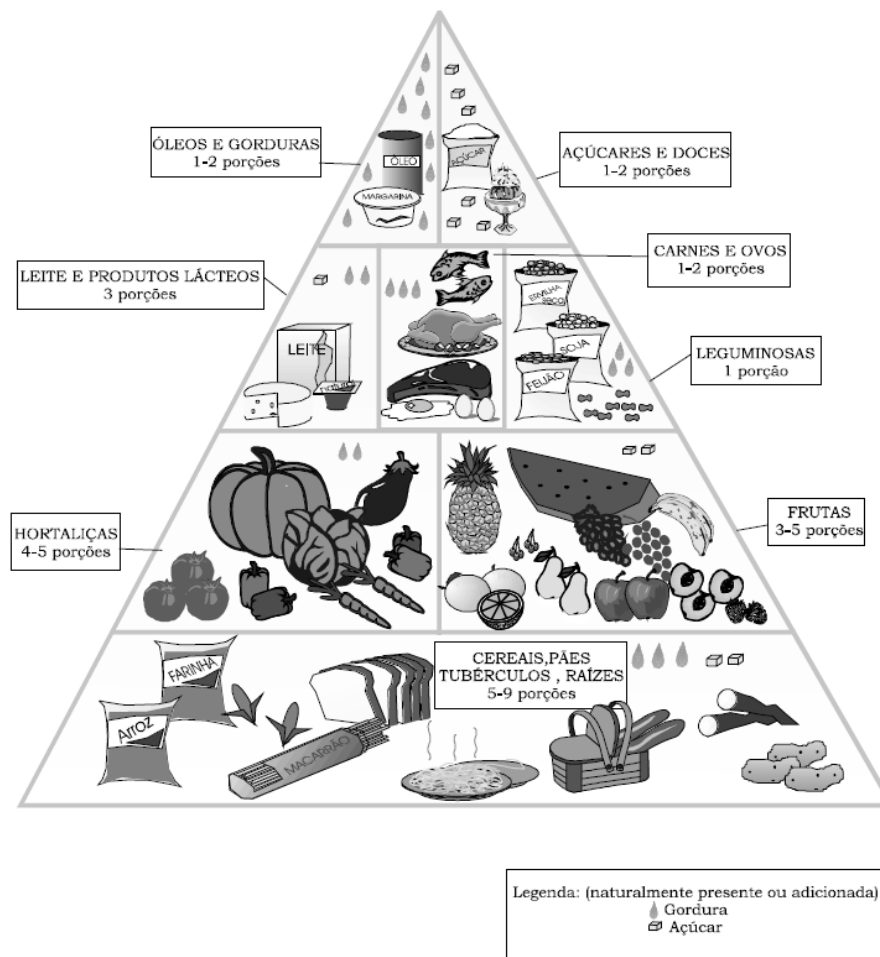 ÓLEOS E GORDURAS
1-2 porções
AÇÚCARES E DOCES
1-2 porções
ÓLEO
AÇÚCAR
MARGARINA
LEITE E PRODUTOS LÁCTEOS
3 porções
CARNES E OVOS
1-2 porções
ERVILHA
SECA
LEITE
SOJA
FEIJÃO
LEGUMINOSAS
1 porção
HORTALIÇAS
4-5 porções
FRUTAS
3-5 porções
CEREAIS,PÃES
TUBÉRCULOS , RAÍZES
5-9 porções
FARINHA
Arroz
MACARRÃO
Legenda: (naturalmente presente ou adicionada)
Gordura
Açúcar